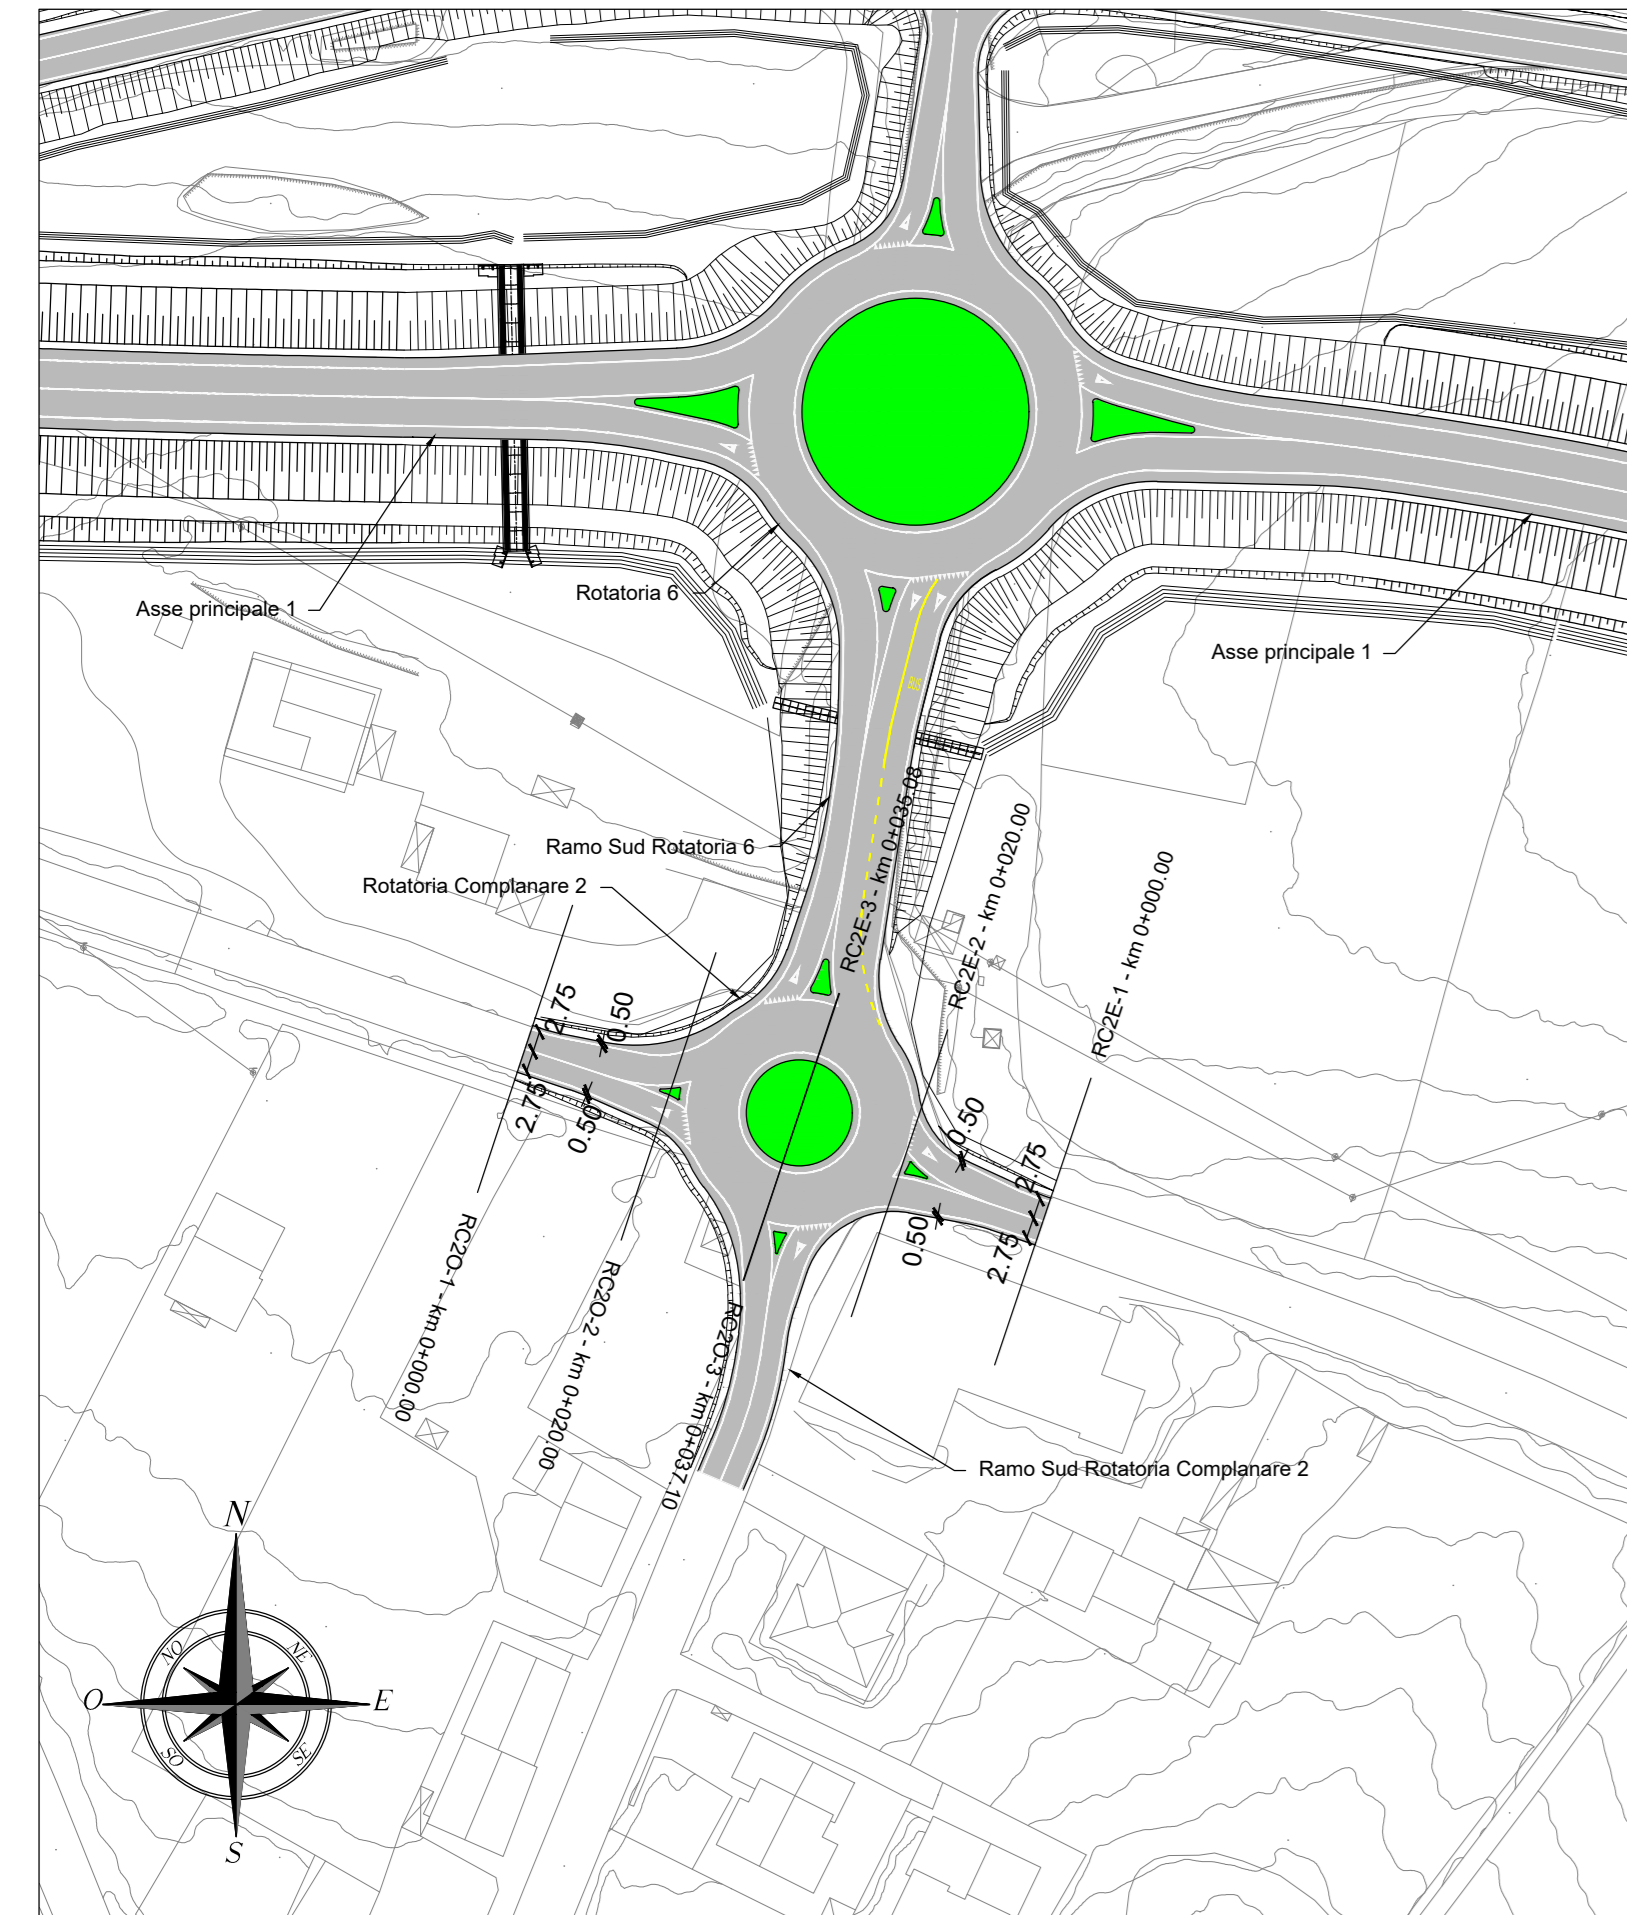 Asse principale 1
Rotatoria 6
Asse principale 1
BUS
Ramo Sud Rotatoria 6
Rotatoria Complanare 2
RC2E-3 - km 0+035.08
RC2E-2 - km 0+020.00
RC2E-1 - km 0+000.00
2.75
0.50
2.75
0.50
0.50
2.75
0.50
2.75
RC2O-1 - km 0+000.00
RC2O-2 - km 0+020.00
RC2O-3 - km 0+037.10
Ramo Sud Rotatoria Complanare 2
N
NO
NE
O
E
SO
SE
S